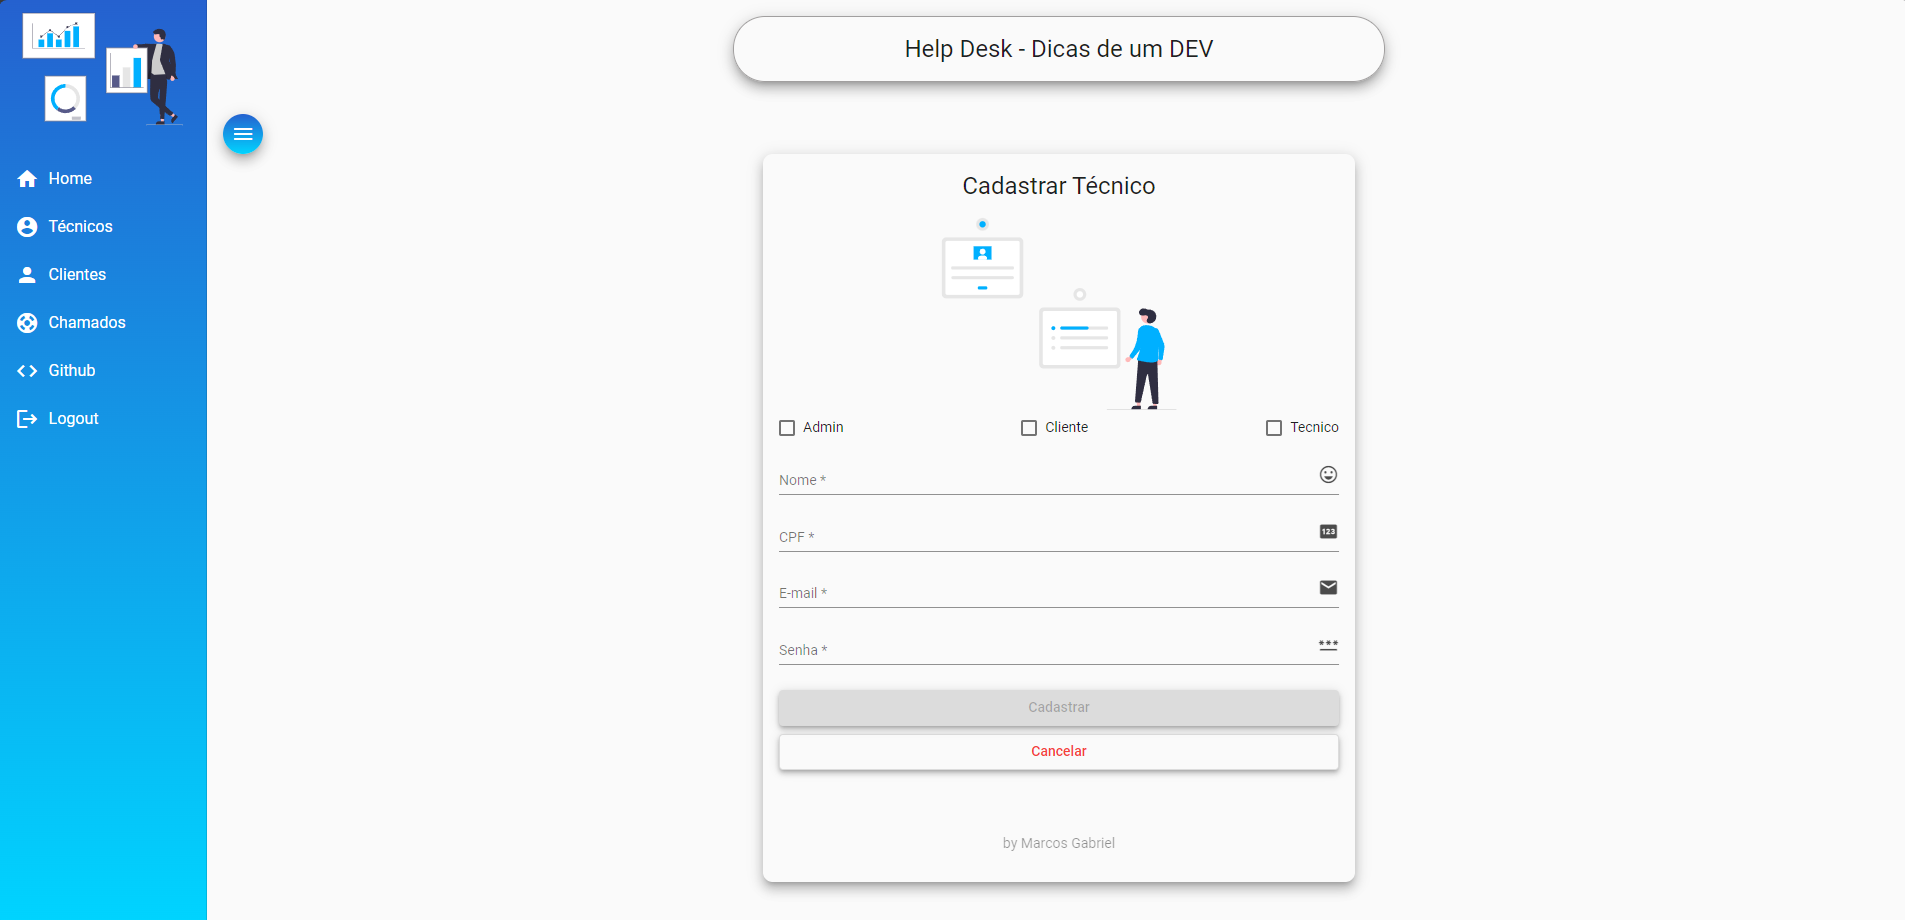 Home
Técnicos
Clientes
Chamados
Github
Logout
Help Desk - Dicas de um DEV
Cadastrar Técnico
Admin Cliente Tecnico
Nome *
CPF * 123
E-mail *
Senha * ***
Cadastrar
Cancelar
by Marcos Gabriel